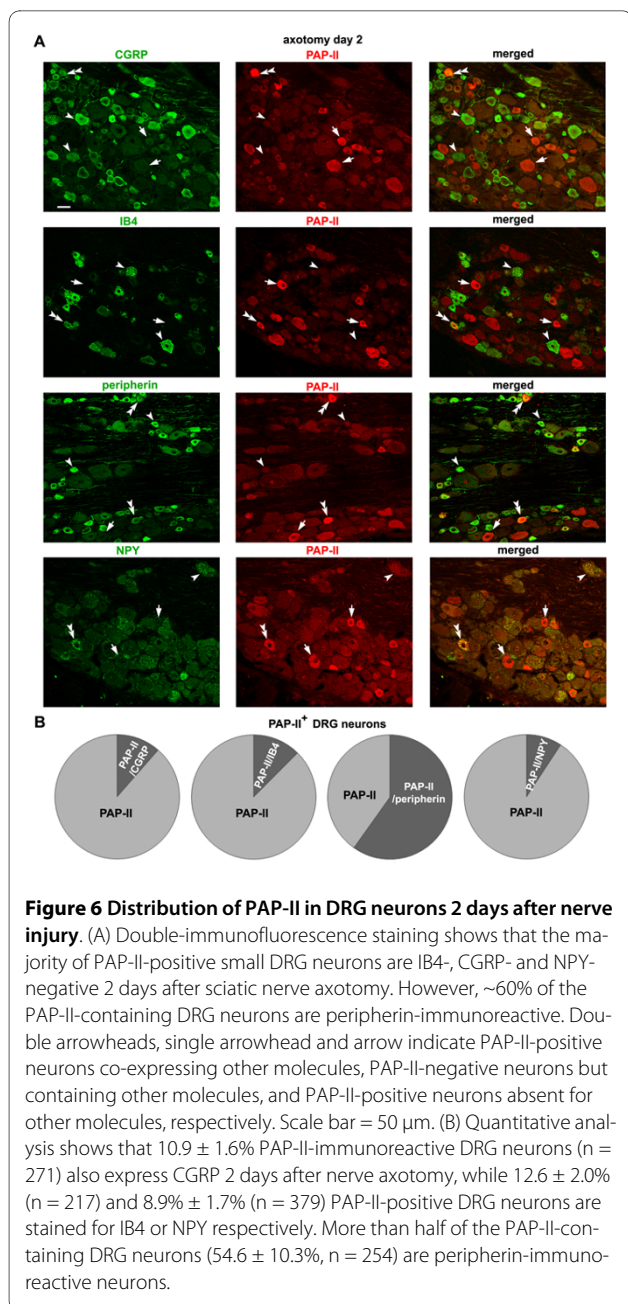 A
axotomy day 2
CGRP PAP-II merged
IB4 PAP-II merged
peripherin PAP-II merged
NPY PAP-II merged
B
PAP-II⁺ DRG neurons
PAP-II
/CGRP
PAP-II
PAP-II/IB4
PAP-II
PAP-II
PAP-II
/peripherin
PAP-II/NPY
PAP-II
Figure 6 Distribution of PAP-II in DRG neurons 2 days after nerve
injury. (A) Double-immunofluorescence staining shows that the ma-
jority of PAP-II-positive small DRG neurons are IB4-, CGRP- and NPY-
negative 2 days after sciatic nerve axotomy. However, ~60% of the
PAP-II-containing DRG neurons are peripherin-immunoreactive. Dou-
ble arrowheads, single arrowhead and arrow indicate PAP-II-positive
neurons co-expressing other molecules, PAP-II-negative neurons but
containing other molecules, and PAP-II-positive neurons absent for
other molecules, respectively. Scale bar = 50 μm. (B) Quantitative anal-
ysis shows that 10.9 ± 1.6% PAP-II-immunoreactive DRG neurons (n =
271) also express CGRP 2 days after nerve axotomy, while 12.6 ± 2.0%
(n = 217) and 8.9% ± 1.7% (n = 379) PAP-II-positive DRG neurons are
stained for IB4 or NPY respectively. More than half of the PAP-II-con-
taining DRG neurons (54.6 ± 10.3%, n = 254) are peripherin-immuno-
reactive neurons.